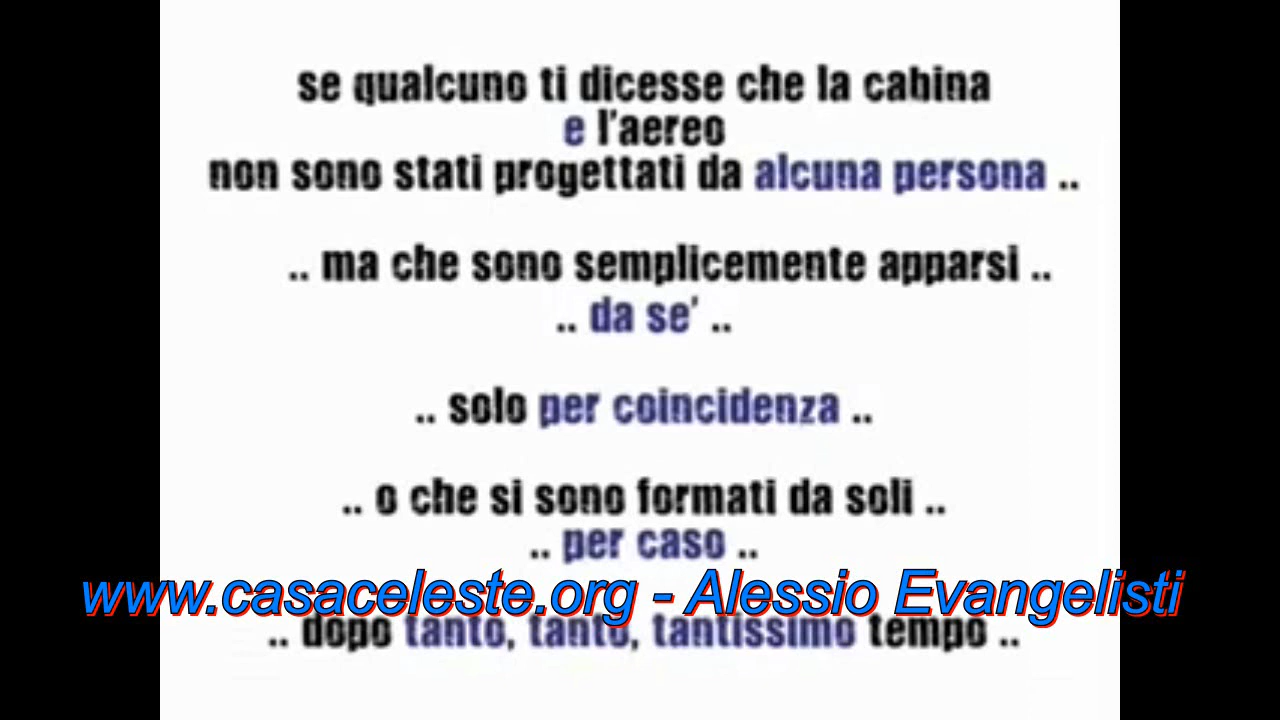 se qualcuno ti dicesse che la cabina
e l'aereo
non sono stati progettati da alcuna persona ..
.. ma che sono semplicemente apparsi ..
.. da se' ..
.. solo per coincidenza ..
.. o che si sono formati da soli ..
.. per caso ..
www.casaceleste.org - Alessio Evangelisti
.. dopo tanto, tanto, tantissimo tempo ..